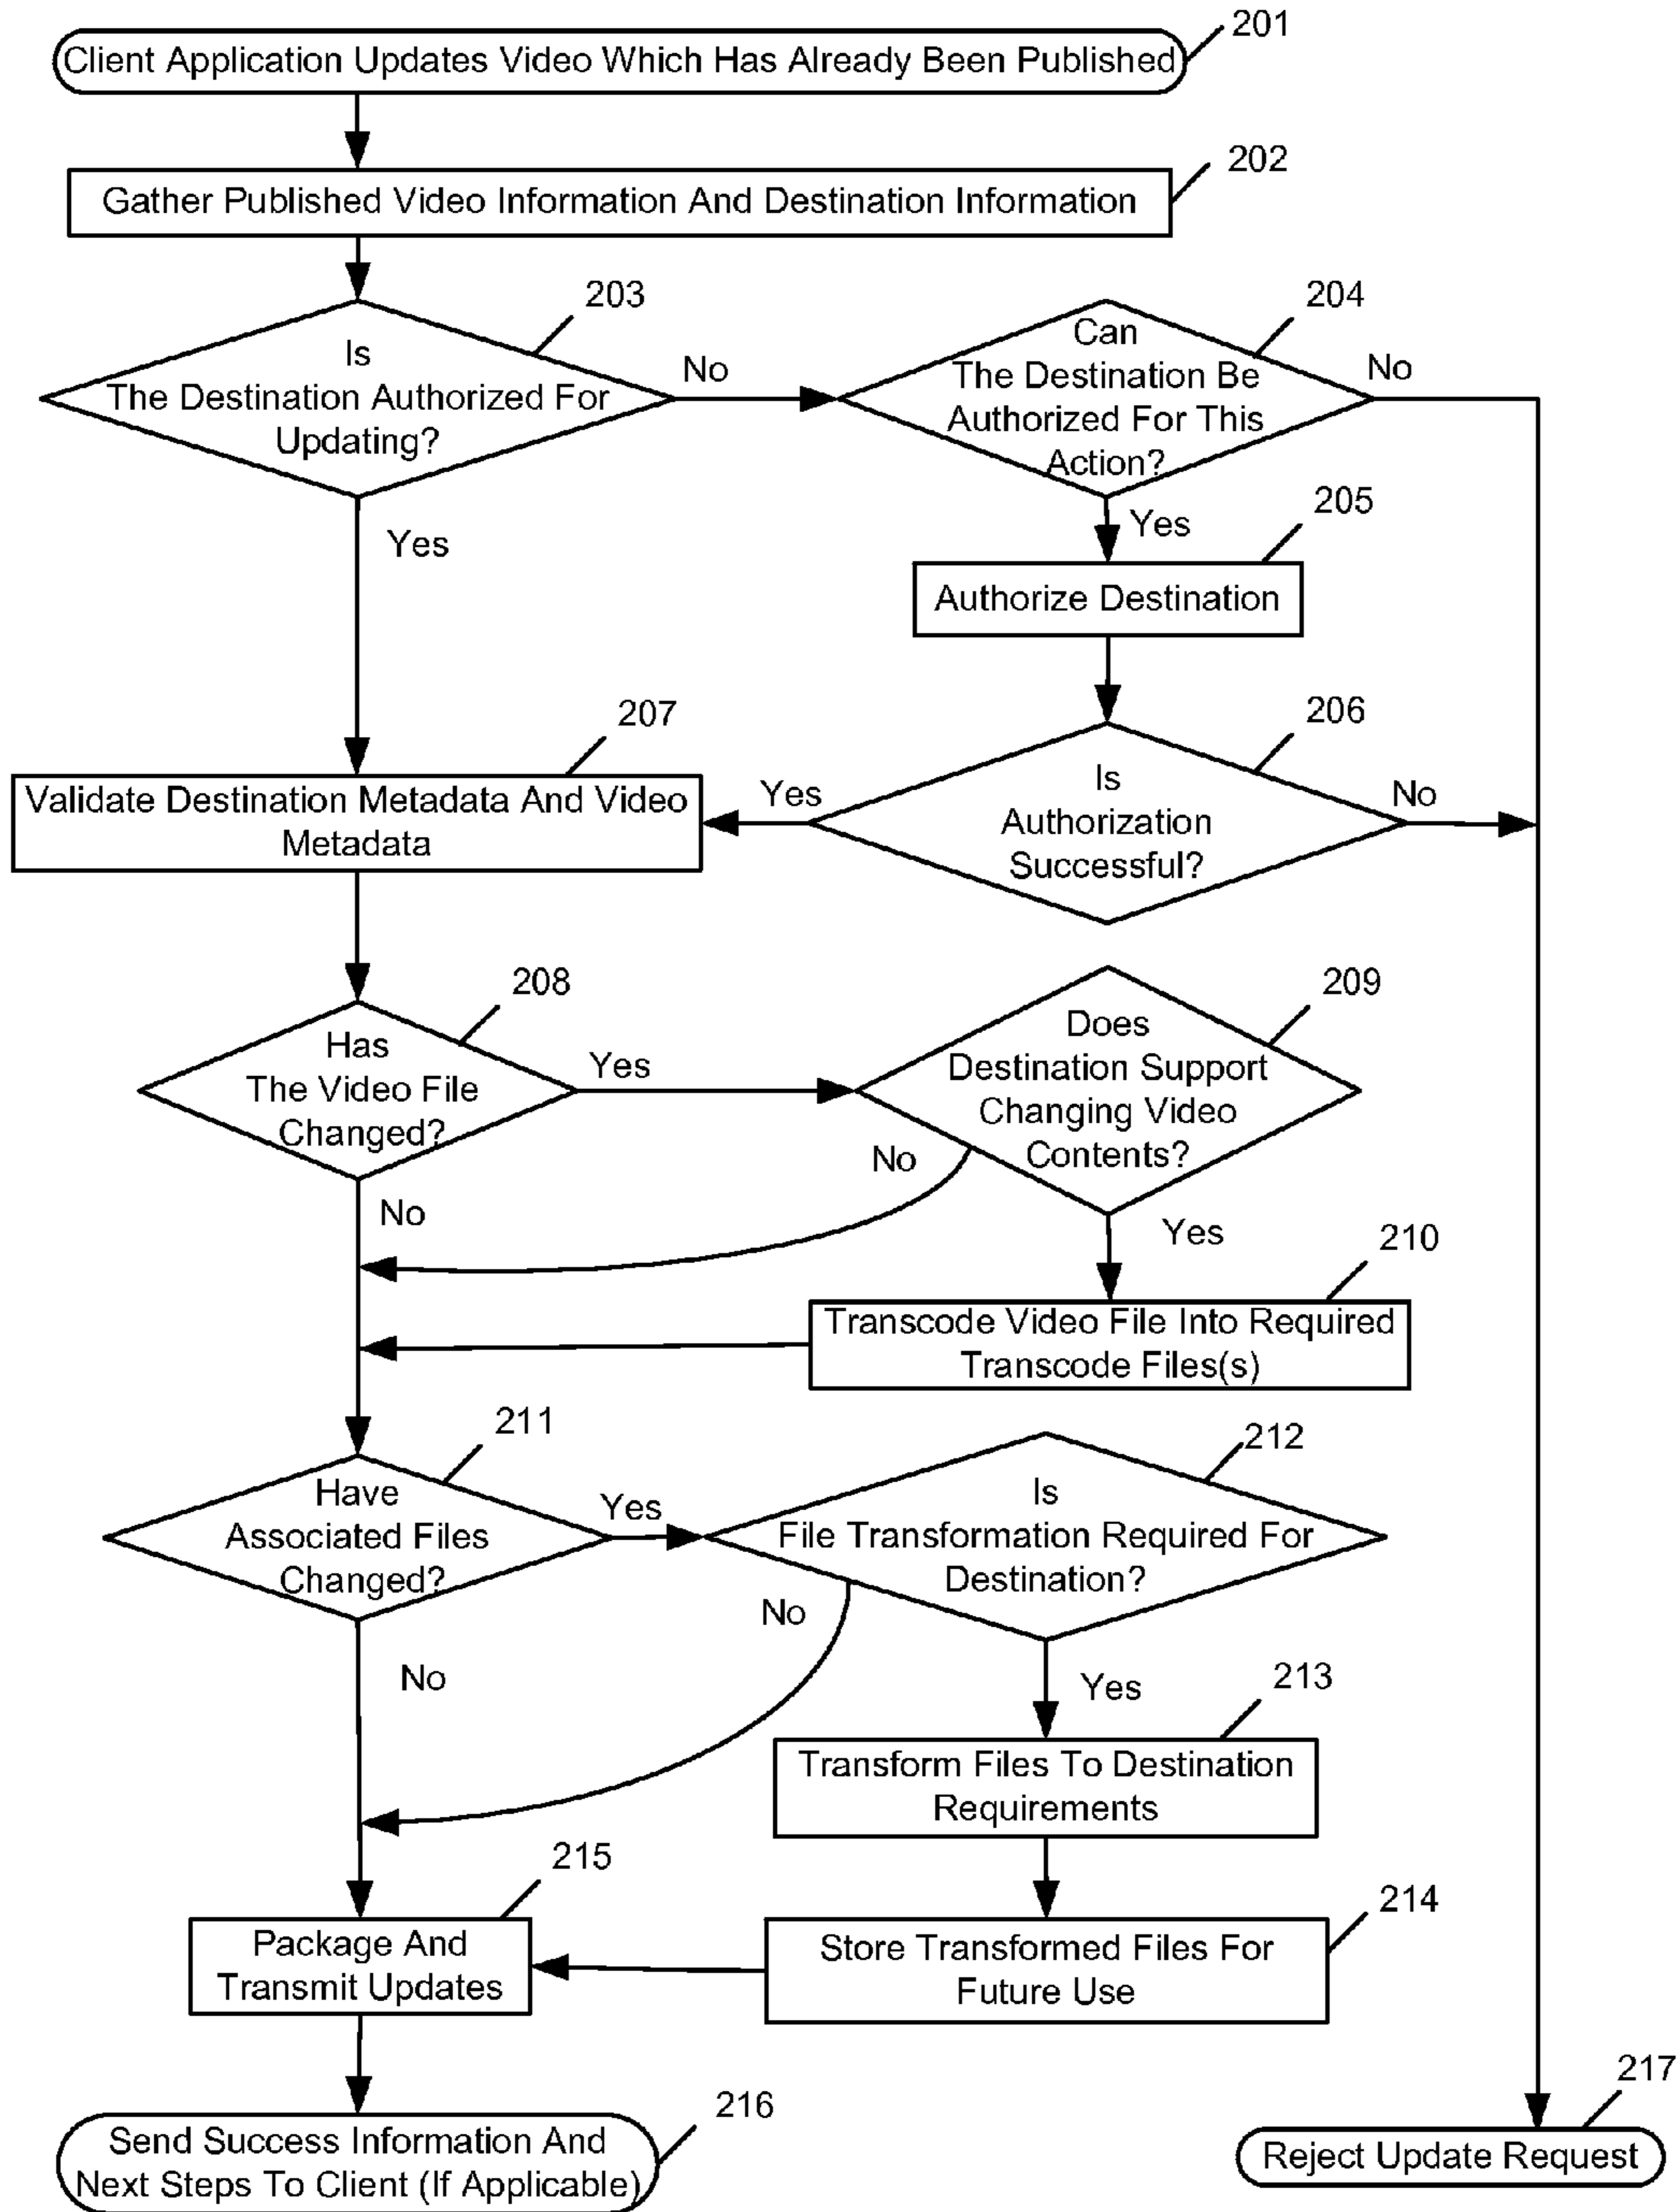 201
Client Application Updates Video Which Has Already Been Published
202
Gather Published Video Information And Destination Information
203
Is
The Destination Authorized For
Updating?
No
204
Can
The Destination Be
Authorized For This
Action?
No
Yes
Yes
205
Authorize Destination
206
Is
Authorization
Successful?
Yes
No
207
Validate Destination Metadata And Video
Metadata
208
Has
The Video File
Changed?
Yes
No
209
Does
Destination Support
Changing Video
Contents?
No
Yes
210
Transcode Video File Into Required
Transcode Files(s)
211
Have
Associated Files
Changed?
Yes
No
212
Is
File Transformation Required For
Destination?
No
Yes
213
Transform Files To Destination
Requirements
214
Store Transformed Files For
Future Use
215
Package And
Transmit Updates
216
Send Success Information And
Next Steps To Client (If Applicable)
217
Reject Update Request